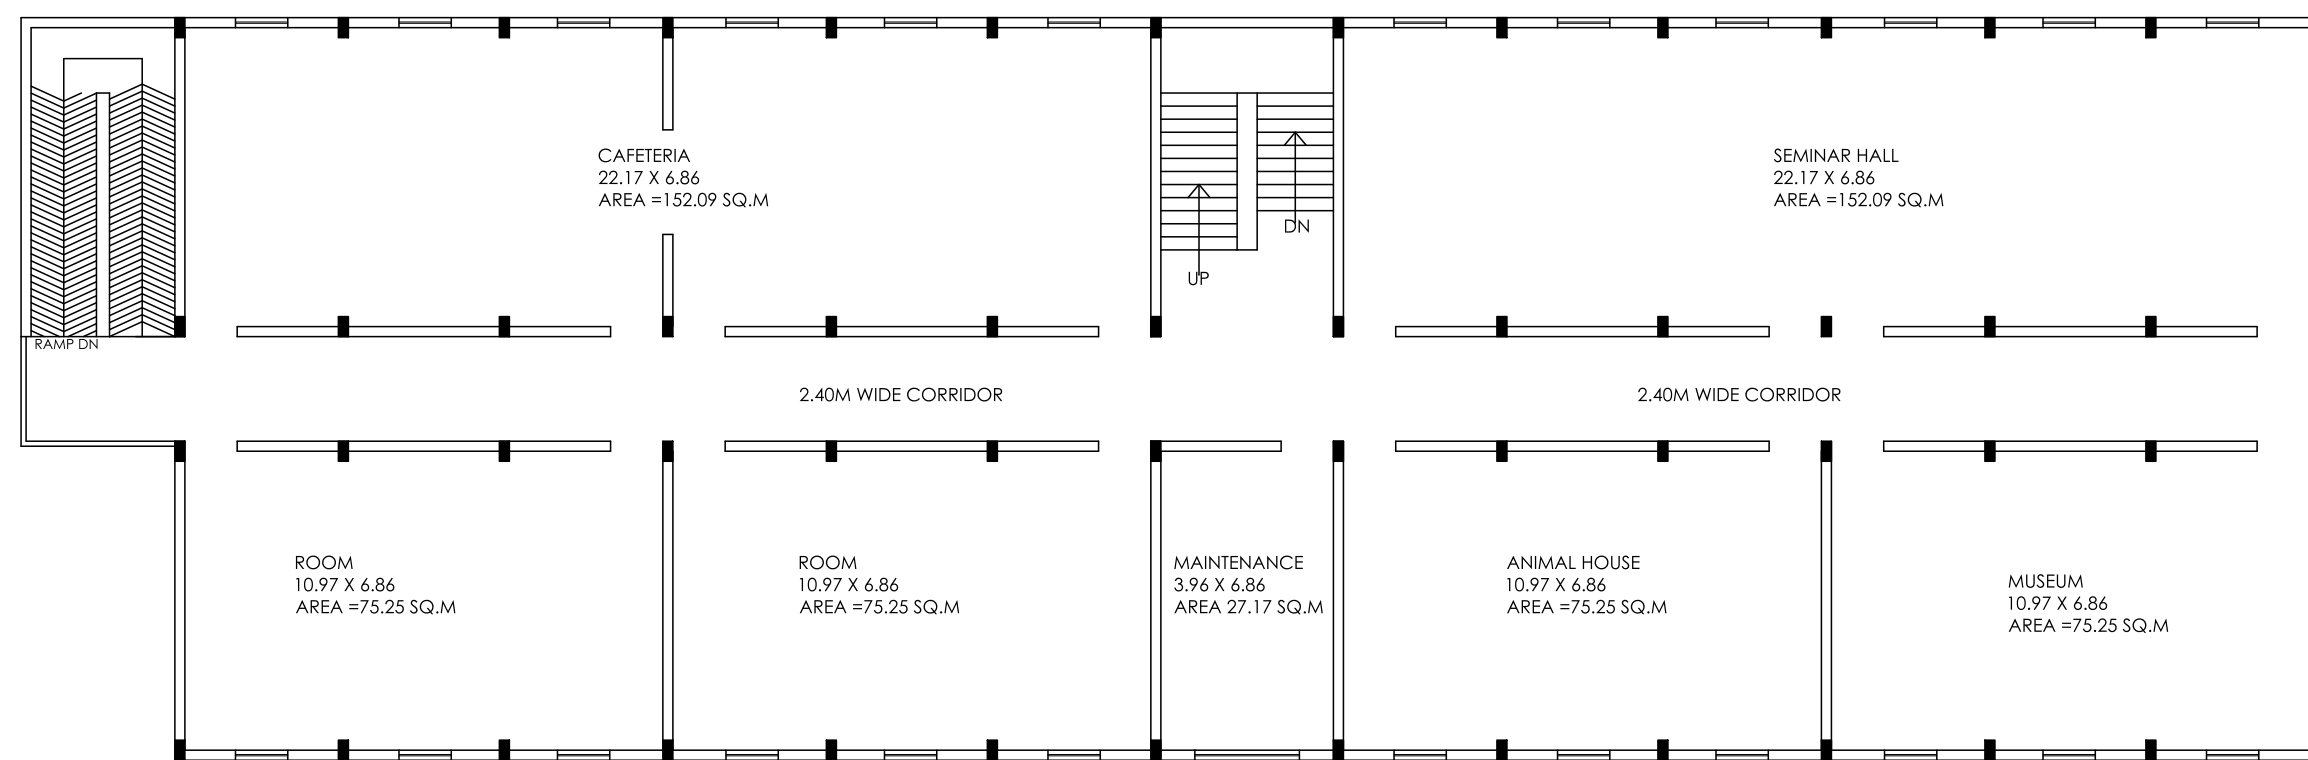 CAFETERIA
22.17 X 6.86
AREA =152.09 SQ.M
SEMINAR HALL
22.17 X 6.86
AREA =152.09 SQ.M
DN
UP
RAMP DN
2.40M WIDE CORRIDOR
2.40M WIDE CORRIDOR
ROOM
10.97 X 6.86
AREA =75.25 SQ.M
ROOM
10.97 X 6.86
AREA =75.25 SQ.M
MAINTENANCE
3.96 X 6.86
AREA 27.17 SQ.M
ANIMAL HOUSE
10.97 X 6.86
AREA =75.25 SQ.M
MUSEUM
10.97 X 6.86
AREA =75.25 SQ.M